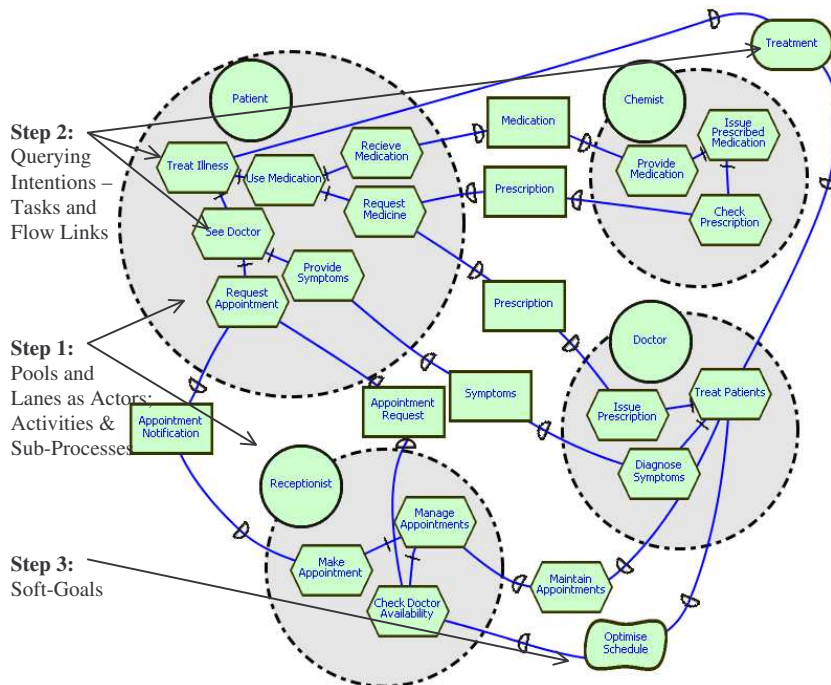 Treatment
Patient
Chemist
Medication
Issue
Prescribed
Medication
Step 2:
Querying
Intentions –
Tasks and
Flow Links
Treat Illness
Recieve
Medication
Use Medication
Provide
Medication
Request
Medicine
Prescription
Check
Prescription
See Doctor
Provide
Symptoms
Request
Appointment
Prescription
Doctor
Step 1:
Pools and
Lanes as Actors;
Activities &
Sub-Processes
Treat Patients
Issue
Prescription
Symptoms
Appointment
Request
Appointment
Notification
Diagnose
Symptoms
Receptionist
Manage
Appointments
Make
Appointment
Maintain
Appointments
Step 3:
Soft-Goals
Check Doctor
Availability
Optimise
Schedule